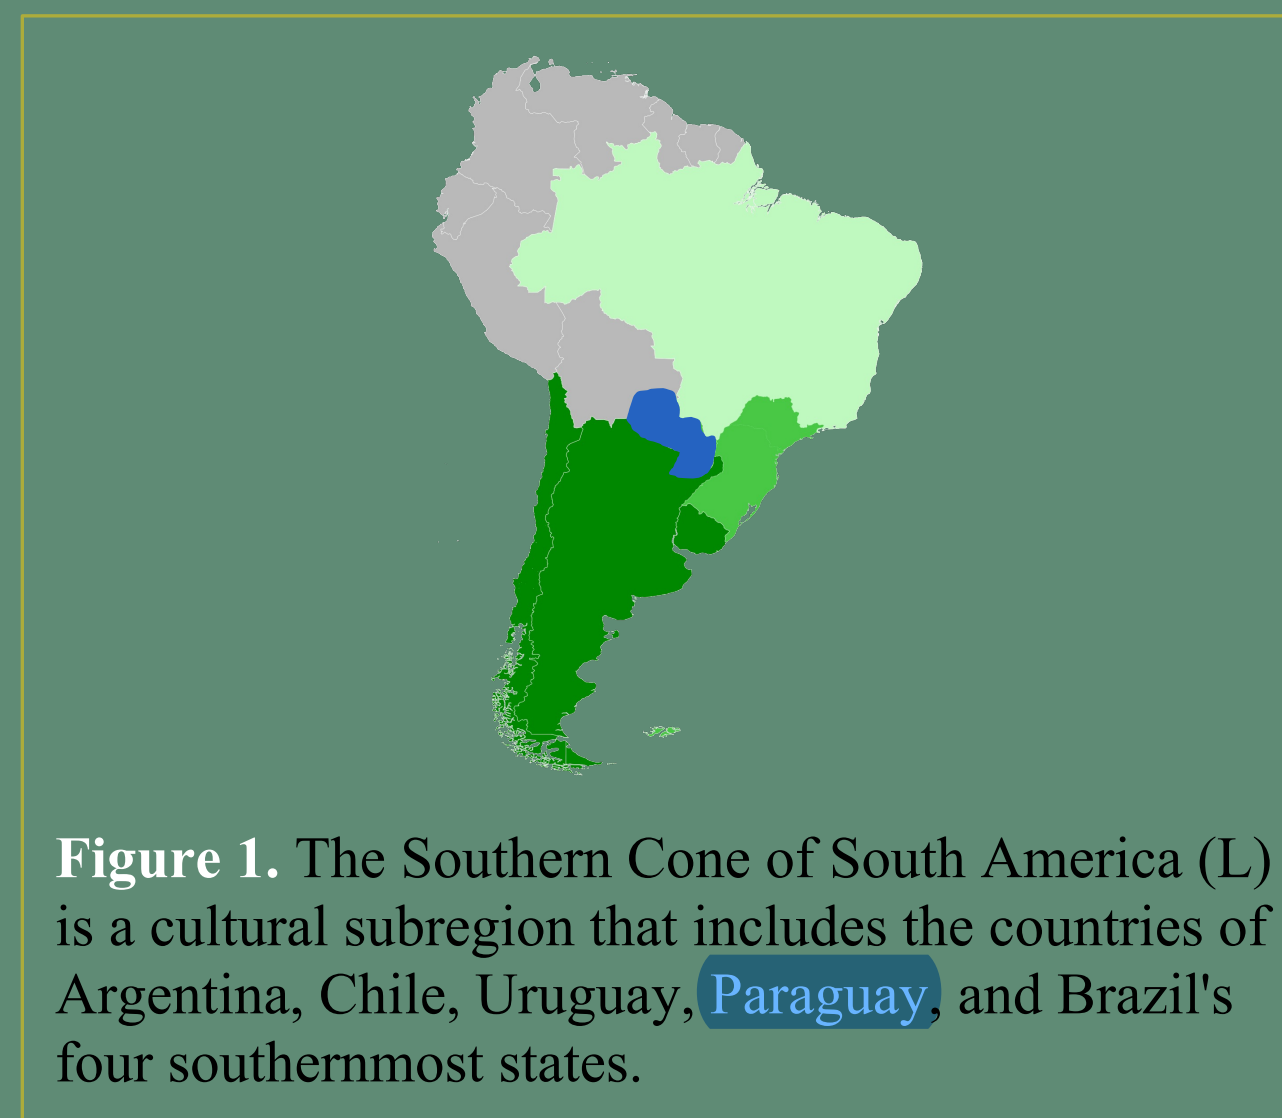 Figure 1. The Southern Cone of South America (L)
is a cultural subregion that includes the countries of
Argentina, Chile, Uruguay, Paraguay, and Brazil's
four southernmost states.